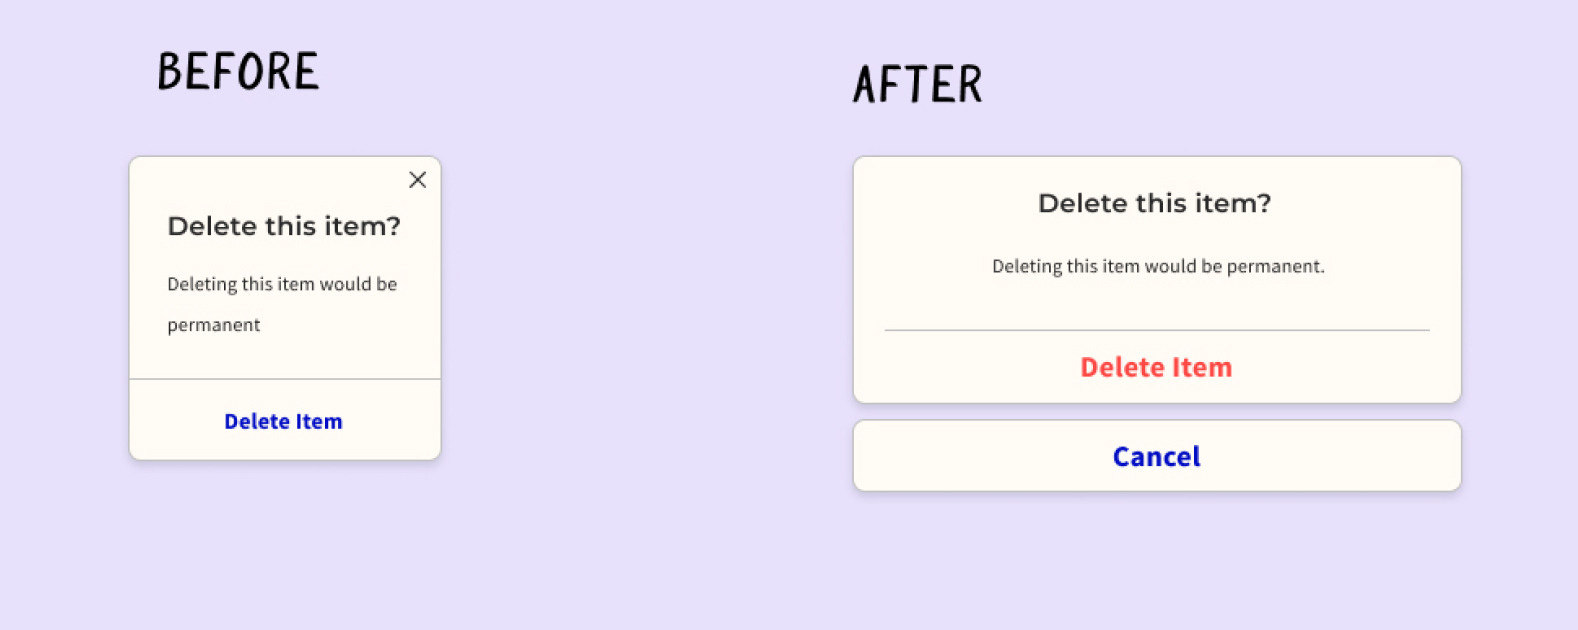 BEFORE
Delete this item?
Deleting this item would be
permanent
Delete Item
AFTER
Delete this item?
Deleting this item would be permanent.
Delete Item
Cancel